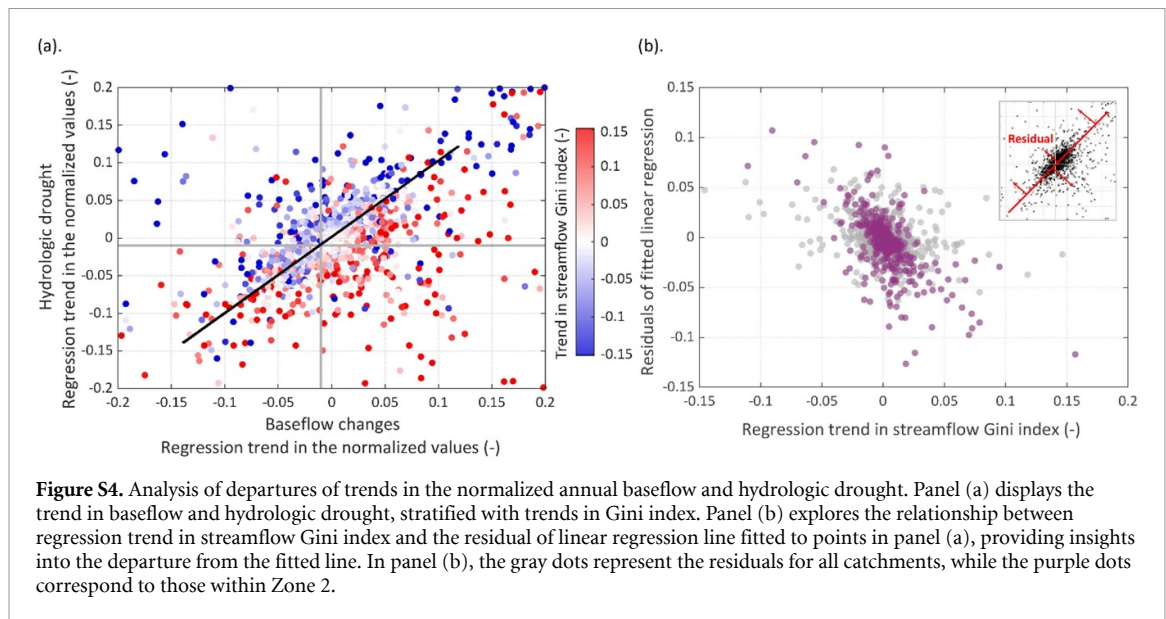 (a).
(b).
Hydrologic drought
Regression trend in the normalized values (-)
0.2
0.15
0.1
0.05
0
-0.05
-0.1
-0.15
-0.2
-0.2
-0.15
-0.1
-0.05
0
0.05
0.1
0.15
0.2
Baseflow changes
Regression trend in the normalized values (-)
Trend in streamflow Gini index (-)
0.15
0.10
0.05
0
-0.05
-0.10
-0.15
Residuals of fitted linear regression
0.15
0.1
0.05
0
-0.05
-0.1
-0.15
-0.15
-0.1
-0.05
0
0.05
0.1
0.15
0.2
Regression trend in streamflow Gini index (-)
Residual
Figure S4. Analysis of departures of trends in the normalized annual baseflow and hydrologic drought. Panel (a) displays the
trend in baseflow and hydrologic drought, stratified with trends in Gini index. Panel (b) explores the relationship between
regression trend in streamflow Gini index and the residual of linear regression line fitted to points in panel (a), providing insights
into the departure from the fitted line. In panel (b), the gray dots represent the residuals for all catchments, while the purple dots
correspond to those within Zone 2.